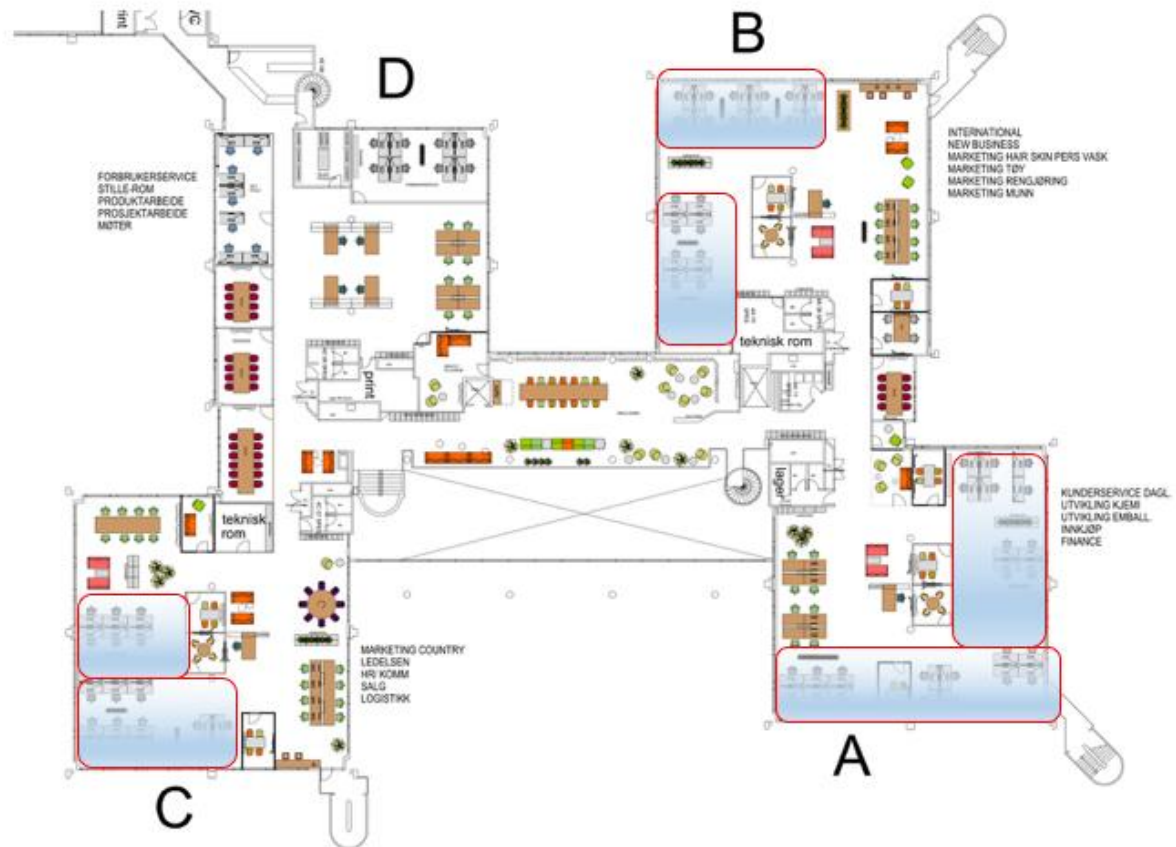 print
B
D
INTERNATIONAL
NEW BUSINESS
MARKETING HAIR SKIN PERS VASK
MARKETING TØY
MARKETING RENGJØRING
MARKETING MUNN
FORBRUKERSERVICE
STILLE-ROM
PRODUKTARBEIDE
PROSJEKTARBEIDE
MØTER
teknisk rom
print
lager
KUNDERSERVICE DAGL.
UTVIKLING KJEMI
UTVIKLING EMBALL.
INNKJØP
FINANCE
teknisk
rom
MARKETING COUNTRY
LEDELSEN
HR/ KOMM
SALG
LOGISTIKK
A
C